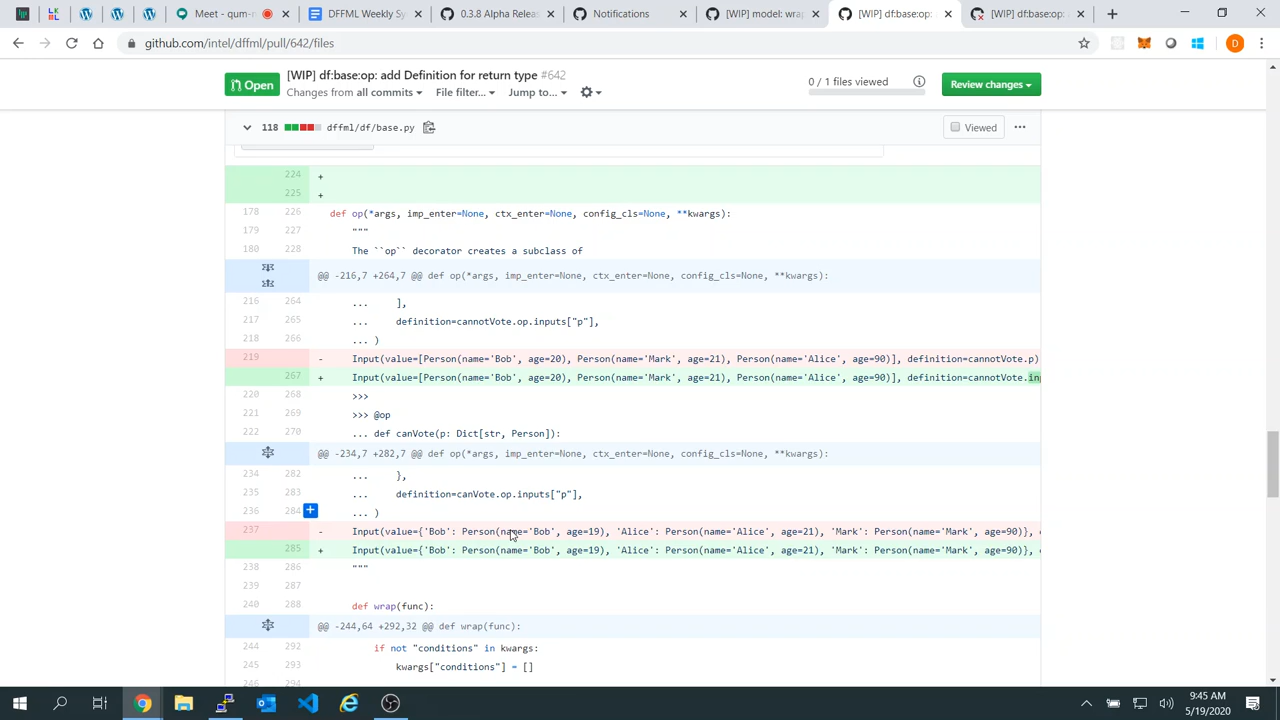 Meet - qum-r
DFFML Weekly Sy
0.3.8 Alpha Releas
Notifications
[WIP] model: wrap
[WIP] df:base:op:
[WIP] df:base:op:
github.com/intel/dffml/pull/642/files
D
Open
[WIP] df:base:op: add Definition for return type #642
Changes from all commits
File filter...
Jump to...
0 / 1 files viewed
Review changes
118 dffml/df/base.py
Viewed
224 +
225 +
178 226 def op(*args, imp_enter=None, ctx_enter=None, config_cls=None, **kwargs):
179 227 """
180 228 The ``op`` decorator creates a subclass of
@@ -216,7 +264,7 @@ def op(*args, imp_enter=None, ctx_enter=None, config_cls=None, **kwargs):
216 264 ... ],
217 265 ... definition=cannotVote.op.inputs["p"],
218 266 ... )
219 - Input(value=[Person(name='Bob', age=20), Person(name='Mark', age=21), Person(name='Alice', age=90)], definition=cannotVote.p)
267 + Input(value=[Person(name='Bob', age=20), Person(name='Mark', age=21), Person(name='Alice', age=90)], definition=cannotVote.inp
220 268 >>>
221 269 >>> @op
222 270 ... def canVote(p: Dict[str, Person]):
@@ -234,7 +282,7 @@ def op(*args, imp_enter=None, ctx_enter=None, config_cls=None, **kwargs):
234 282 ... },
235 283 ... definition=canVote.op.inputs["p"],
236 284 ... )
237 - Input(value={'Bob': Person(name='Bob', age=19), 'Alice': Person(name='Alice', age=21), 'Mark': Person(name='Mark', age=90)},
285 + Input(value={'Bob': Person(name='Bob', age=19), 'Alice': Person(name='Alice', age=21), 'Mark': Person(name='Mark', age=90)},
238 286 """
239 287
240 288 def wrap(func):
@@ -244,64 +292,32 @@ def wrap(func):
244 292 if not "conditions" in kwargs:
245 293 kwargs["conditions"] = []
246 294
9:45 AM
5/19/2020